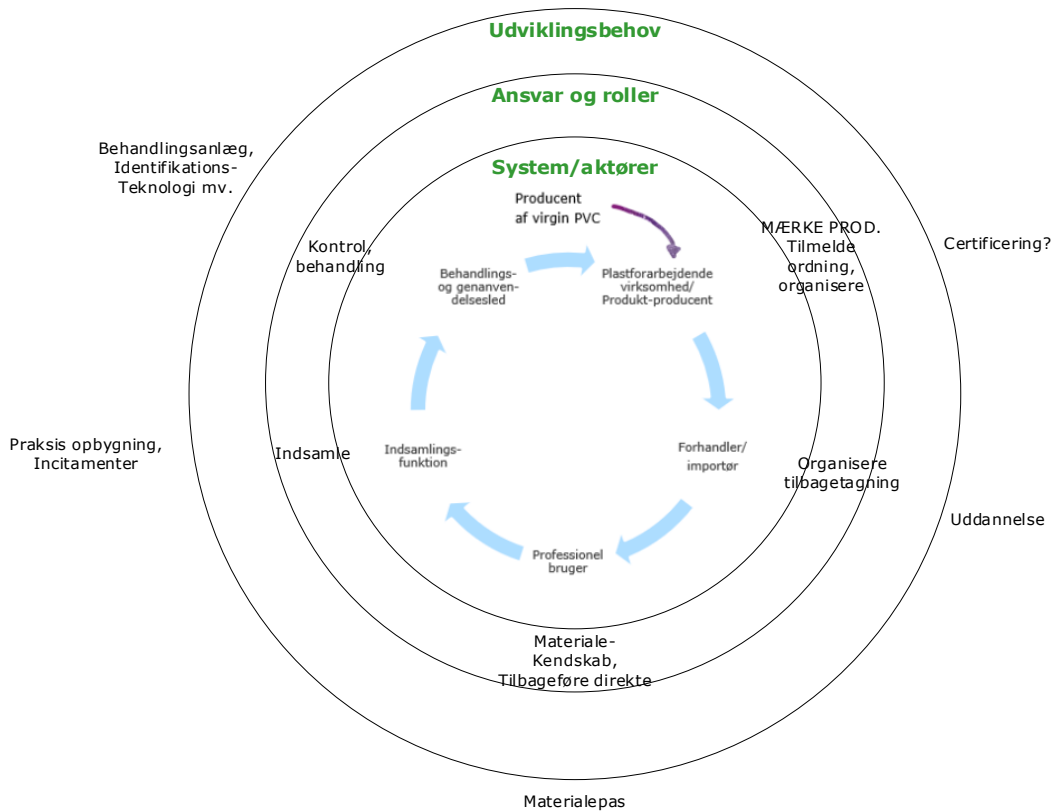 Udviklingsbehov
Ansvar og roller
System/aktører
Behandlingsanlæg,
Identifikations-
Teknologi mv.
Producent
af virgin PVC
MÆRKE PROD.
Tilmelde
ordning,
organisere
Certificering?
Kontrol,
behandling
Behandlings-
og genanven-
delsesled
Plastforarbejdende
virksomhed/
Produkt-producent
Praksis opbygning,
Incitamenter
Indsamle
Indsamlings-
funktion
Forhandler/
importør
Organisere
tilbagetagning
Uddannelse
Professionel
bruger
Materiale-
Kendskab,
Tilbageføre direkte
Materialepas